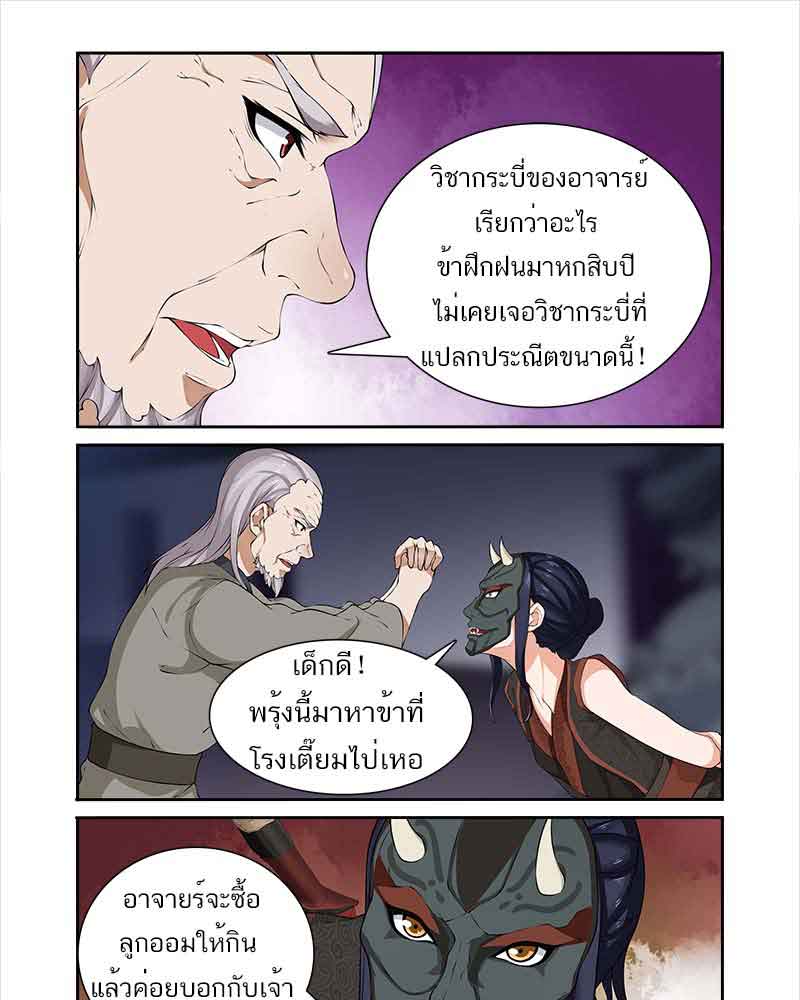 วิชากระบี่ของอาจารย์
เรียกว่าอะไร
ข้าฝึกฝนมาหกสิบปี
ไม่เคยเจอวิชากระบี่ที่
แปลกประณีตขนาดนี้!
เด็กดี!
พรุ้งนี้มาหาข้าที่
โรงเตี๊ยมไป่เหอ
อาจายร์จะซื้อ
ลูกออมให้กิน
แล้วค่อยบอกกับเจ้า